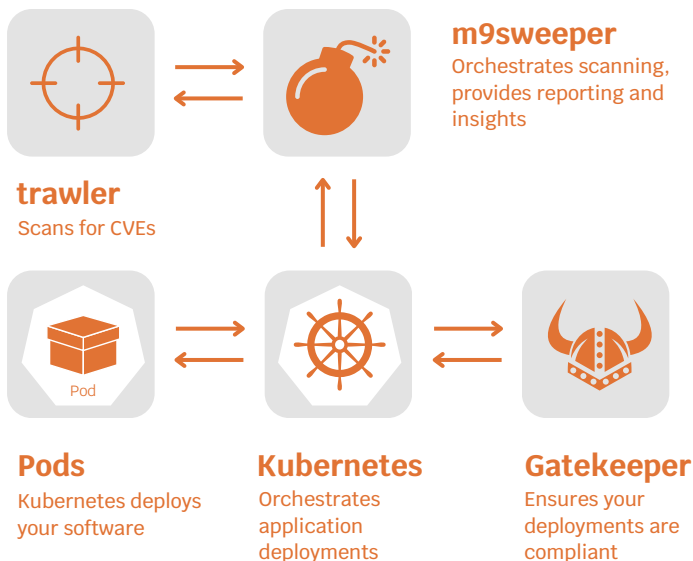 m9sweeper
Orchestrates scanning,
provides reporting and
insights
trawler
Scans for CVEs
Pod
Pods
Kubernetes deploys
your software
Kubernetes
Orchestrates
application
deployments
Gatekeeper
Ensures your
deployments are
compliant